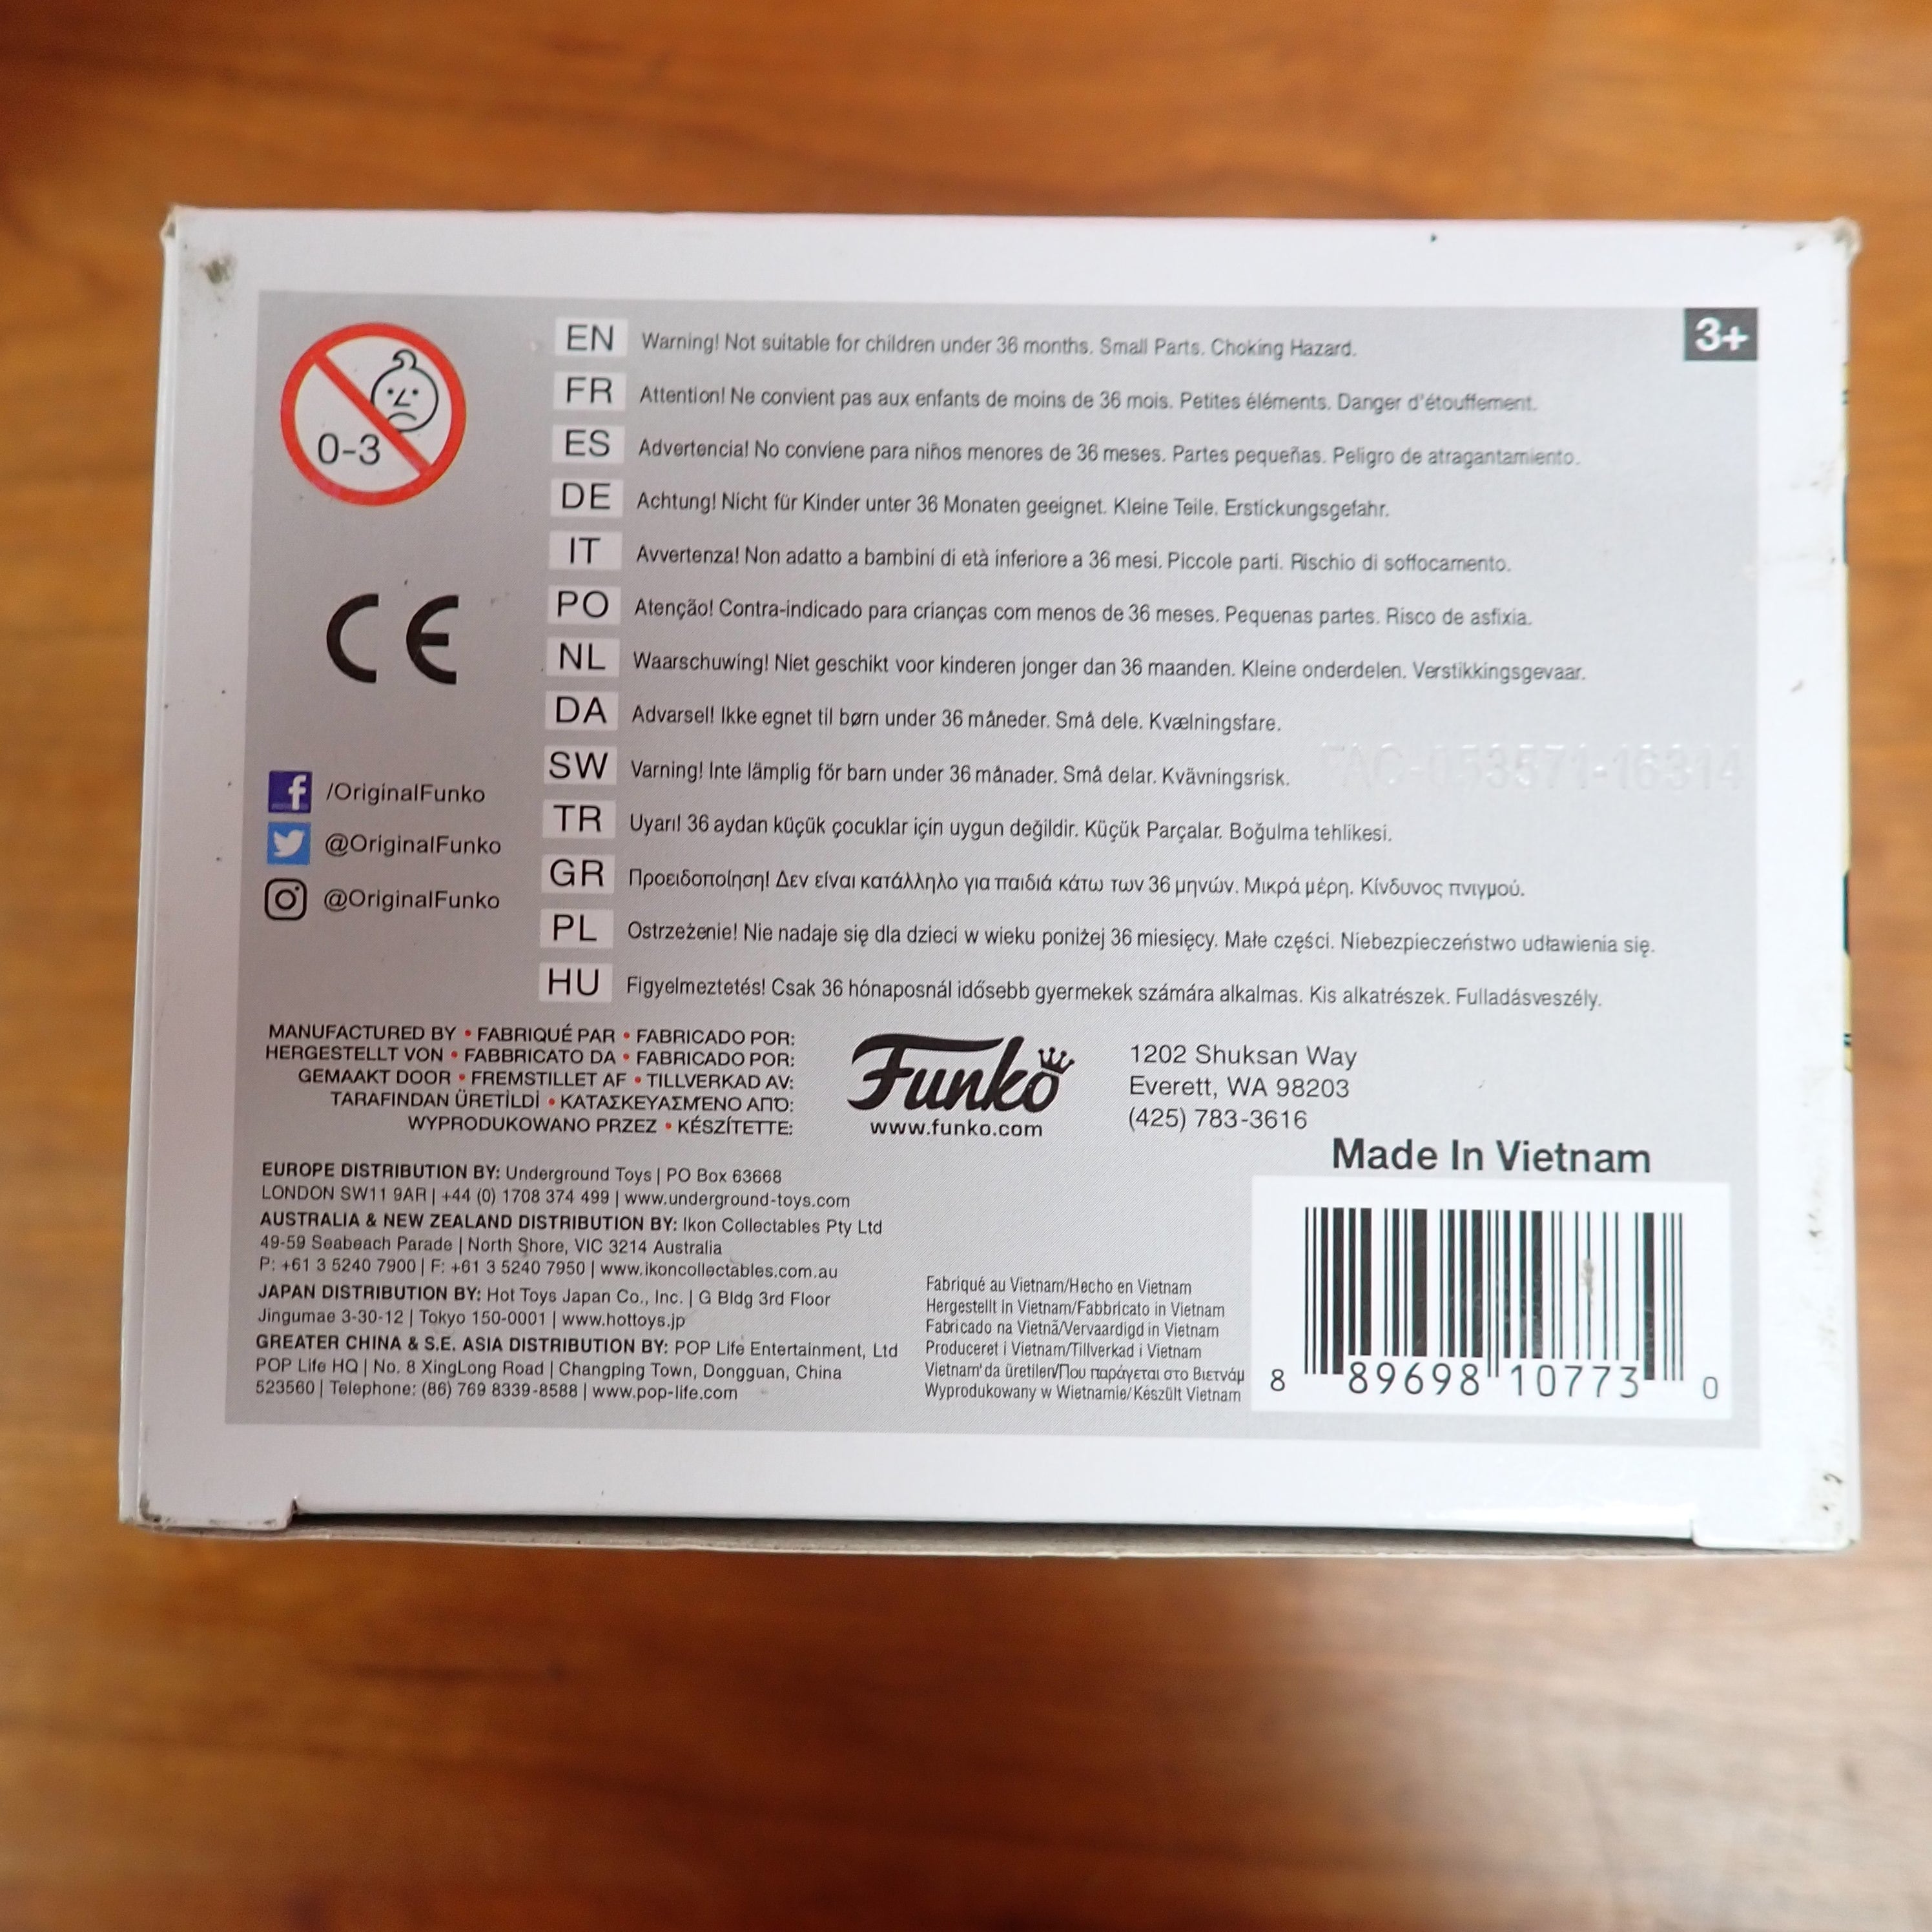 0-3
3+
EN Warning! Not suitable for children under 36 months. Small Parts. Choking Hazard.
FR Attention! Ne convient pas aux enfants de moins de 36 mois. Petites éléments. Danger d'étouffement.
ES Advertencia! No conviene para niños menores de 36 meses. Partes pequeñas. Peligro de atragantamiento.
DE Achtung! Nicht für Kinder unter 36 Monaten geeignet. Kleine Teile. Erstickungsgefahr.
IT Avvertenza! Non adatto a bambini di età inferiore a 36 mesi. Piccole parti. Rischio di soffocamento.
PO Atenção! Contra-indicado para crianças com menos de 36 meses. Pequenas partes. Risco de asfixia.
NL Waarschuwing! Niet geschikt voor kinderen jonger dan 36 maanden. Kleine onderdelen. Verstikkingsgevaar.
DA Advarsel! Ikke egnet til børn under 36 måneder. Små dele. Kvælningsfare.
SW Varning! Inte lämplig för barn under 36 månader. Små delar. Kvävningsrisk.
FAC-053571-16314
TR Uyarı! 36 aydan küçük çocuklar için uygun değildir. Küçük Parçalar. Boğulma tehlikesi.
GR Προειδοποίηση! Δεν είναι κατάλληλο για παιδιά κάτω των 36 μηνών. Μικρά μέρη. Κίνδυνος πνιγμού.
PL Ostrzeżenie! Nie nadaje się dla dzieci w wieku poniżej 36 miesięcy. Małe części. Niebezpieczeństwo udławienia się.
HU Figyelmeztetés! Csak 36 hónaposnál idősebb gyermekek számára alkalmas. Kis alkatrészek. Fulladásveszély.
CE
/OriginalFunko
@OriginalFunko
@OriginalFunko
MANUFACTURED BY • FABRIQUÉ PAR • FABRICADO POR:
HERGESTELLT VON • FABBRICATO DA • FABRICADO POR:
GEMAAKT DOOR • FREMSTILLET AF • TILLVERKAD AV:
TARAFINDAN ÜRETİLDİ • ΚΑΤΑΣΚΕΥΑΣΜΈΝΟ ΑΠΌ:
WYPRODUKOWANO PRZEZ • KÉSZÍTETTE:
Funko
www.funko.com
1202 Shuksan Way
Everett, WA 98203
(425) 783-3616
EUROPE DISTRIBUTION BY: Underground Toys | PO Box 63668
LONDON SW11 9AR | +44 (0) 1708 374 499 | www.underground-toys.com
AUSTRALIA & NEW ZEALAND DISTRIBUTION BY: Ikon Collectables Pty Ltd
49-59 Seabeach Parade | North Shore, VIC 3214 Australia
P: +61 3 5240 7900 | F: +61 3 5240 7950 | www.ikoncollectables.com.au
JAPAN DISTRIBUTION BY: Hot Toys Japan Co., Inc. | G Bldg 3rd Floor
Jingumae 3-30-12 | Tokyo 150-0001 | www.hottoys.jp
GREATER CHINA & S.E. ASIA DISTRIBUTION BY: POP Life Entertainment, Ltd
POP Life HQ | No. 8 XingLong Road | Changping Town, Dongguan, China
523560 | Telephone: (86) 769 8339-8588 | www.pop-life.com
Fabriqué au Vietnam/Hecho en Vietnam
Hergestellt in Vietnam/Fabbricato in Vietnam
Fabricado na Vietnã/Vervaardigd in Vietnam
Produceret i Vietnam/Tillverkad i Vietnam
Vietnam'da üretilen/Που παράγεται στο Βιετνάμ
Wyprodukowany w Wietnamie/Készült Vietnam
Made In Vietnam
8 89698 10773 0